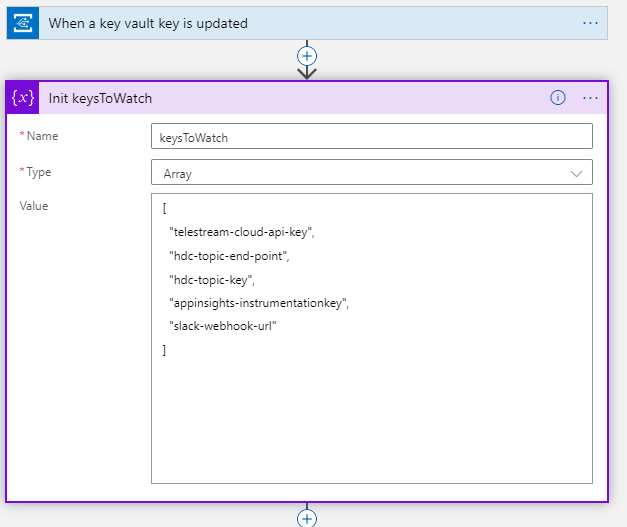 When a key vault key is updated
{x} Init keysToWatch
* Name keysToWatch
* Type Array
Value [
"telestream-cloud-api-key",
"hdc-topic-end-point",
"hdc-topic-key",
"appinsights-instrumentationkey",
"slack-webhook-url"
]